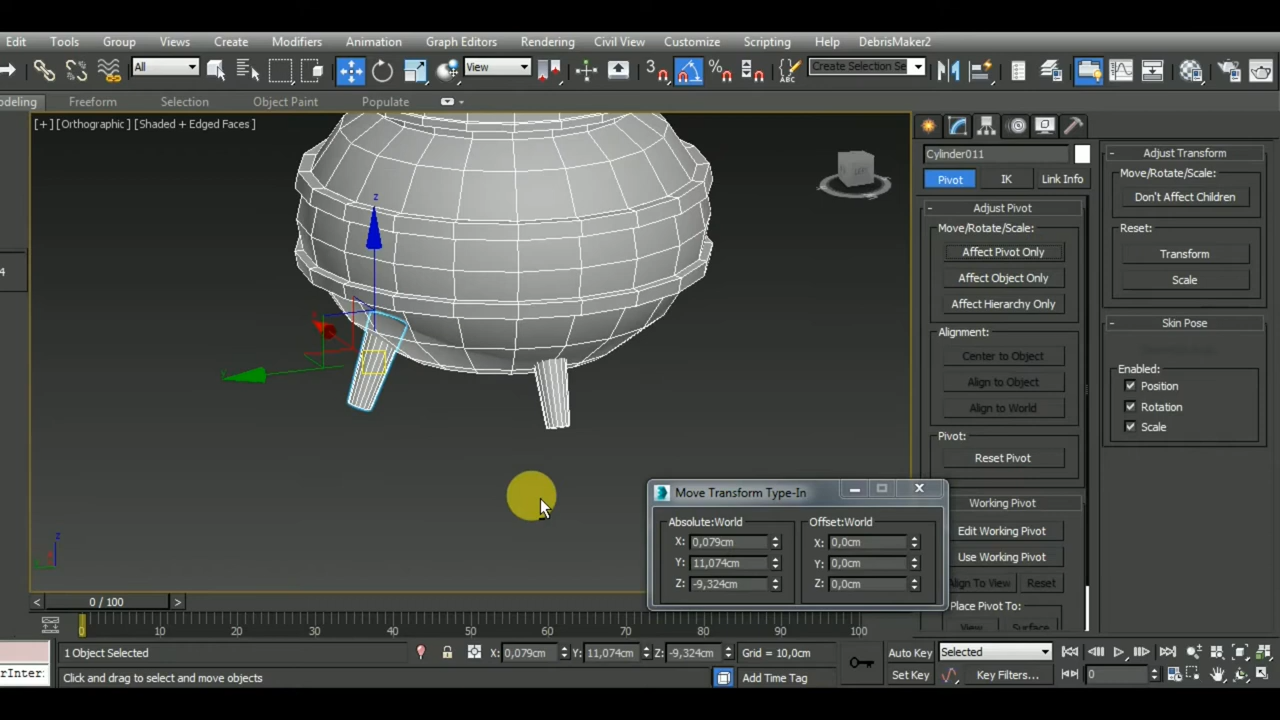 Edit Tools Group Views Create Modifiers Animation Graph Editors Rendering Civil View Customize Scripting Help DebrisMaker2
All View 3 % ABC Create Selection Se
odeling Freeform Selection Object Paint Populate
[+] [Orthographic] [Shaded + Edged Faces]
Cylinder011
Pivot IK Link Info
- Adjust Pivot
Move/Rotate/Scale:
Affect Pivot Only
Affect Object Only
Affect Hierarchy Only
Alignment:
Center to Object
Align to Object
Align to World
Pivot:
Reset Pivot
Working Pivot
Edit Working Pivot
Use Working Pivot
Align To View Reset
Place Pivot To:
View Surface
- Adjust Transform
Move/Rotate/Scale:
Don't Affect Children
Reset:
Transform
Scale
- Skin Pose
Enabled:
Position
Rotation
Scale
z
y
4
z
Move Transform Type-In
Absolute:World Offset:World
X: 0,079cm X: 0,0cm
Y: 11,074cm Y: 0,0cm
Z: -9,324cm Z: 0,0cm
< 0 / 100 >
0 10 20 30 40 50 60 70 80 90 100
1 Object Selected X: 0,079cm Y: 11,074cm Z: -9,324cm Grid = 10,0cm Auto Key Selected
rInter: Click and drag to select and move objects Add Time Tag Set Key Key Filters... 0